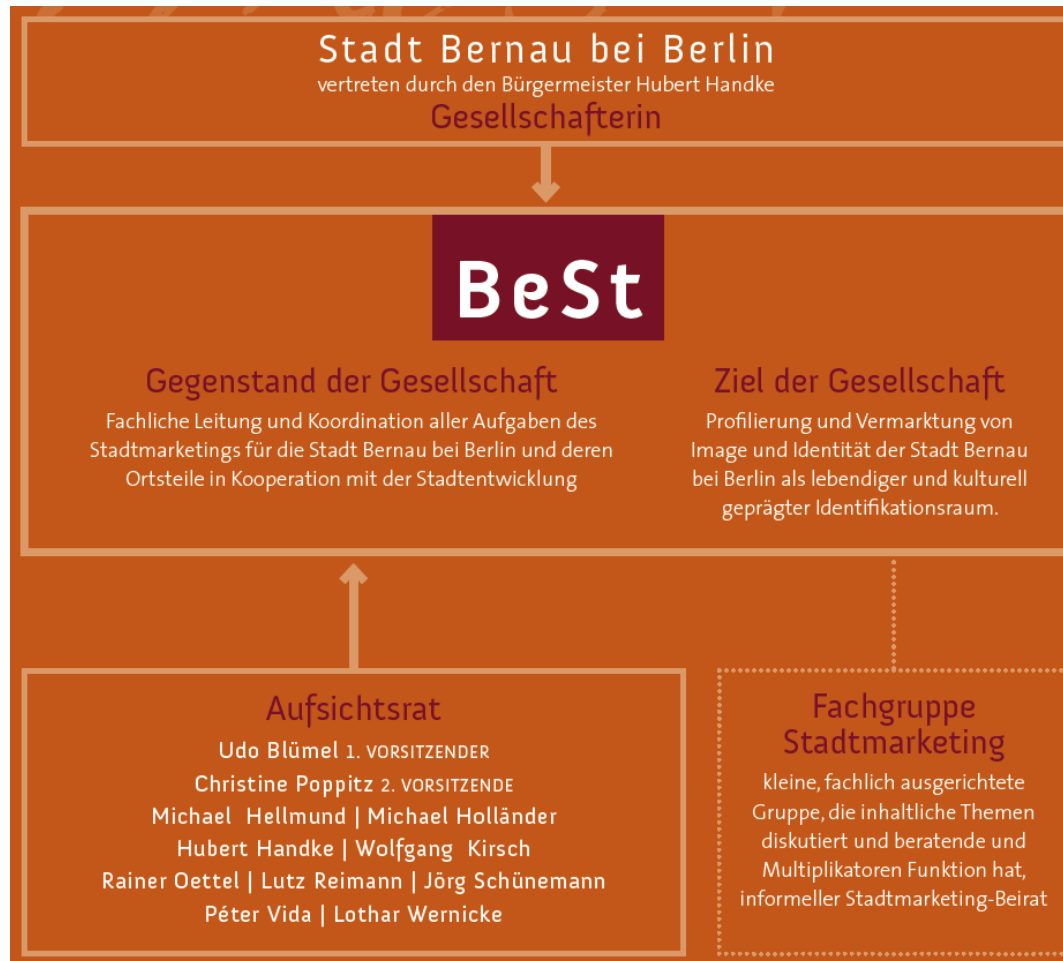 Stadt Bernau bei Berlin
vertreten durch den Bürgermeister Hubert Handke
Gesellschafterin
BeSt
Gegenstand der Gesellschaft
Fachliche Leitung und Koordination aller Aufgaben des
Stadtmarketings für die Stadt Bernau bei Berlin und deren
Ortsteile in Kooperation mit der Stadtentwicklung
Ziel der Gesellschaft
Profilierung und Vermarktung von
Image und Identität der Stadt Bernau
bei Berlin als lebendiger und kulturell
geprägter Identifikationsraum.
Aufsichtsrat
Udo Blümel 1. VORSITZENDER
Christine Poppitz 2. VORSITZENDE
Michael Hellmund | Michael Holländer
Hubert Handke | Wolfgang Kirsch
Rainer Oettel | Lutz Reimann | Jörg Schünemann
Péter Vida | Lothar Wernicke
Fachgruppe
Stadtmarketing
kleine, fachlich ausgerichtete
Gruppe, die inhaltliche Themen
diskutiert und beratende und
Multiplikatoren Funktion hat,
informeller Stadtmarketing-Beirat